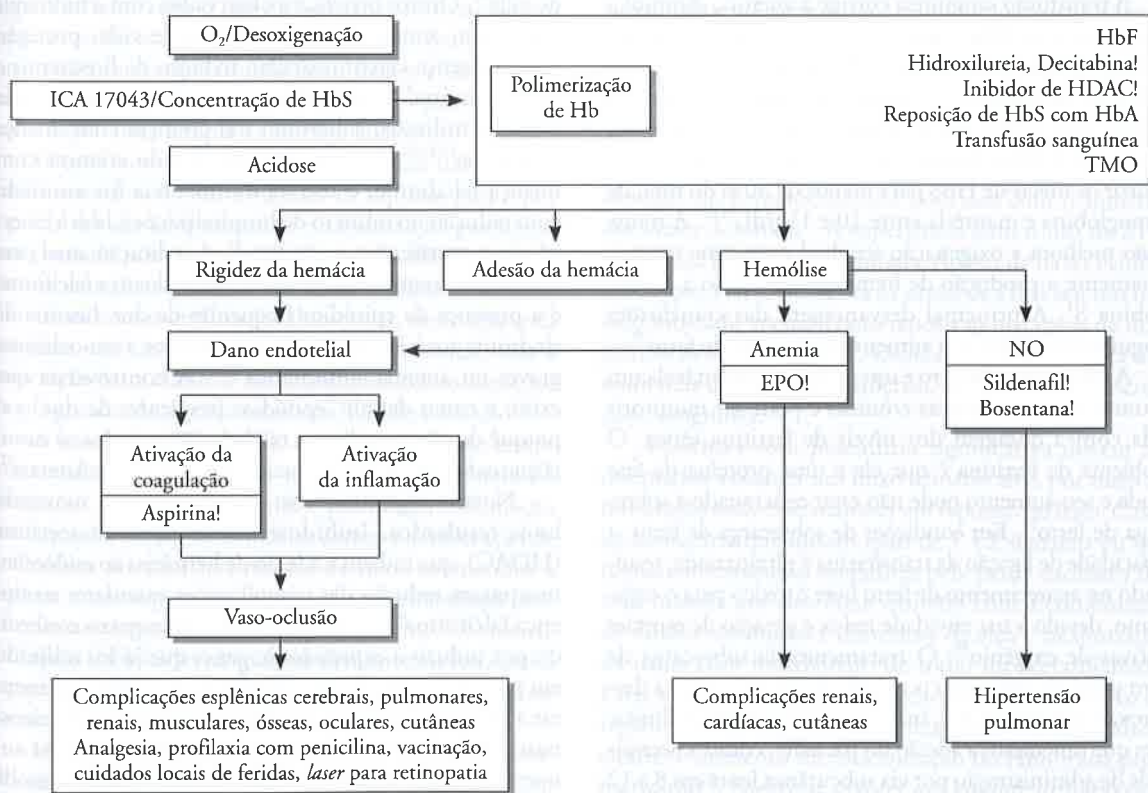 O₂/Desoxigenação
ICA 17043/Concentração de HbS
Acidose
Polimerização
de Hb
HbF
Hidroxilureia, Decitabina!
Inibidor de HDAC!
Reposição de HbS com HbA
Transfusão sanguínea
TMO
Rigidez da hemácia
Adesão da hemácia
Hemólise
Dano endotelial
Anemia
EPO!
NO
Sildenafil!
Bosentana!
Ativação da
coagulação
Aspirina!
Ativação
da inflamação
Vaso-oclusão
Complicações esplênicas cerebrais, pulmonares,
renais, musculares, ósseas, oculares, cutâneas
Analgesia, profilaxia com penicilina, vacinação,
cuidados locais de feridas, laser para retinopatia
Complicações renais,
cardíacas, cutâneas
Hipertensão
pulmonar